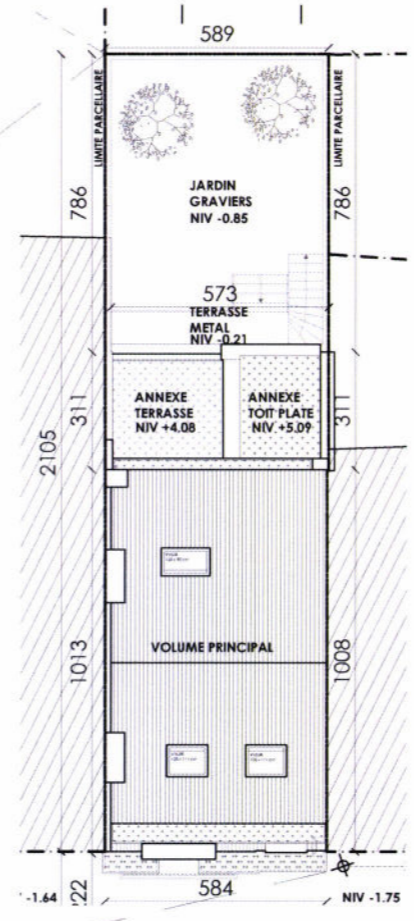 589
LIMITE PARCELLAIRE
LIMITE PARCELLAIRE
786
786
JARDIN
GRAVIERS
NIV -0.85
573
TERRASSE
METAL
NIV -0.21
ANNEXE
TERRASSE
NIV +4.08
ANNEXE
TOIT PLATE
NIV +5.09
311
311
2105
VOLUME PRINCIPAL
1013
1008
-1.64
22
584
NIV -1.75